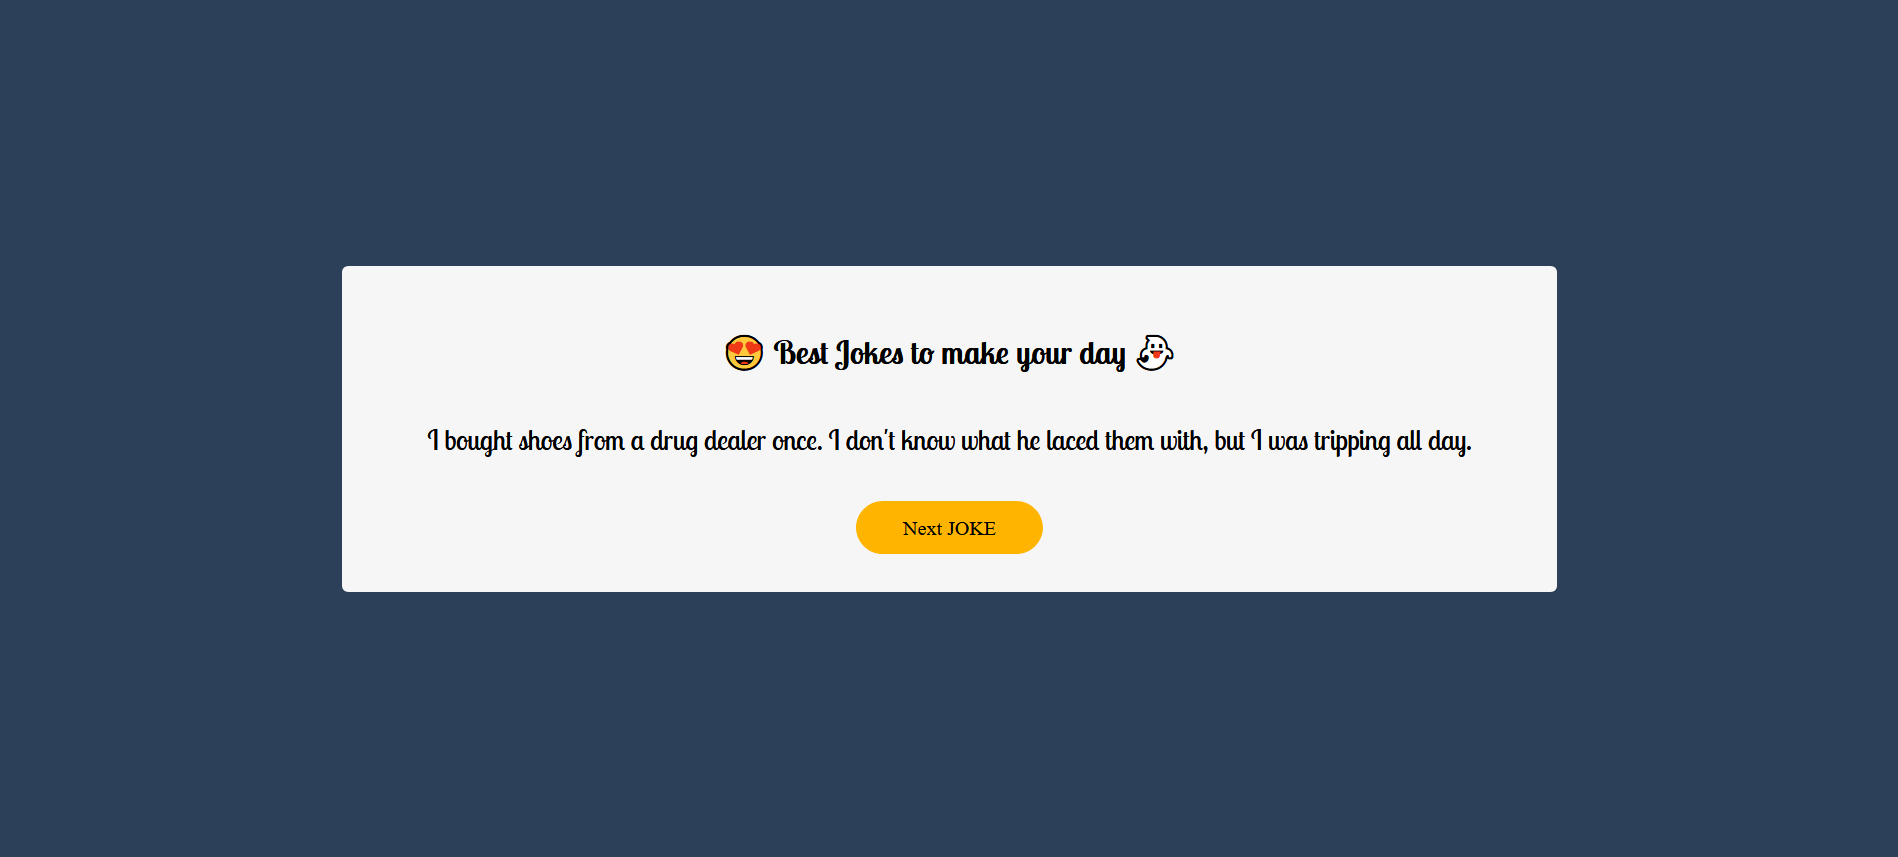 😍 Best Jokes to make your day 👻
I bought shoes from a drug dealer once. I don't know what he laced them with, but I was tripping all day.
Next JOKE